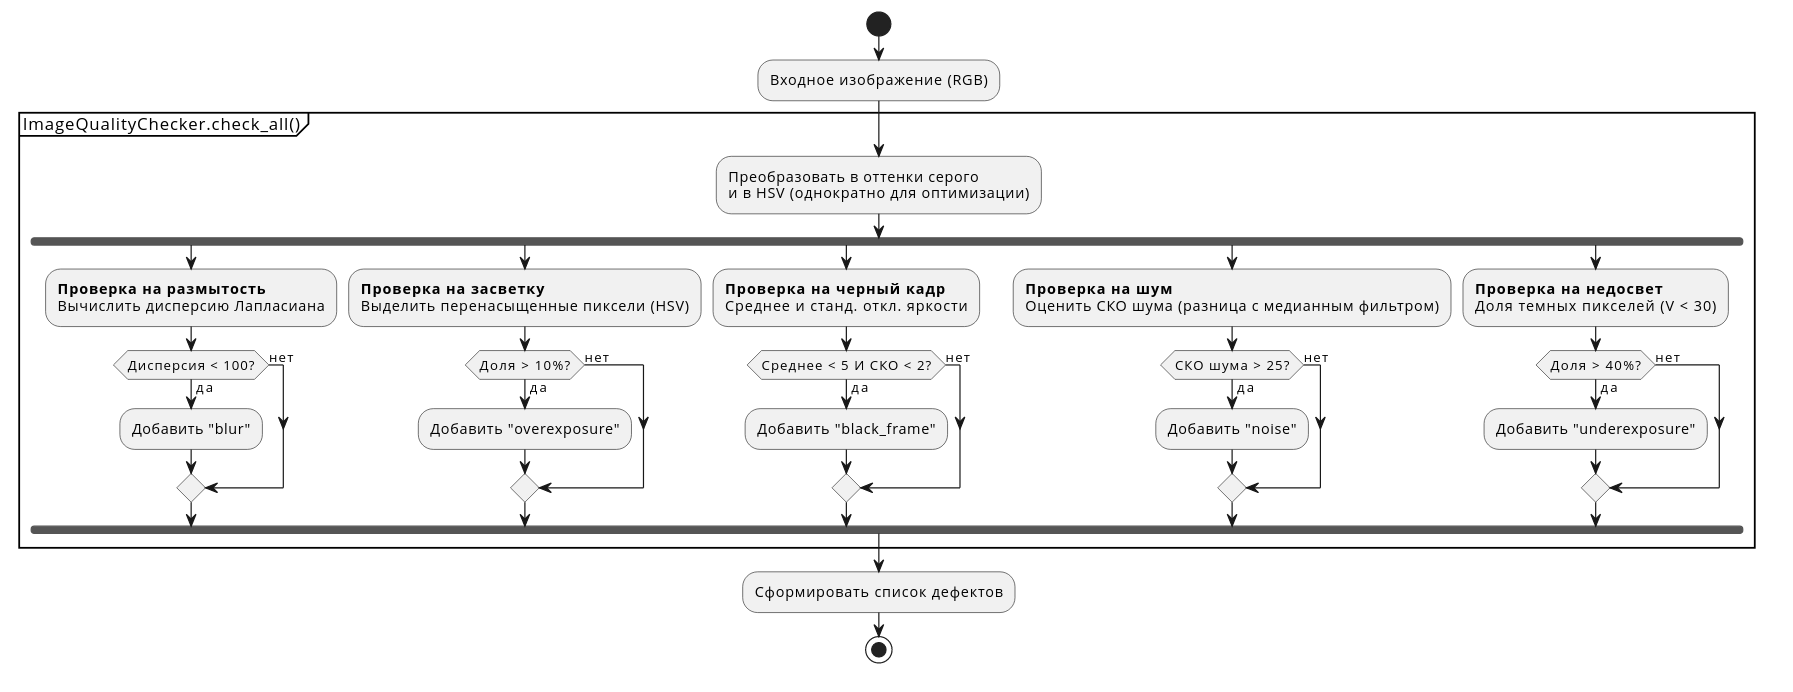 Входное изображение (RGB)
ImageQualityChecker.check_all()
Преобразовать в оттенки серого
и в HSV (однократно для оптимизации)
Проверка на размытость
Вычислить дисперсию Лапласиана
Дисперсия < 100?
нет
да
Добавить "blur"
Проверка на засветку
Выделить перенасыщенные пиксели (HSV)
Доля > 10%?
нет
да
Добавить "overexposure"
Проверка на черный кадр
Среднее и станд. откл. яркости
Среднее < 5 И СКО < 2?
нет
да
Добавить "black_frame"
Проверка на шум
Оценить СКО шума (разница с медианным фильтром)
СКО шума > 25?
нет
да
Добавить "noise"
Проверка на недосвет
Доля темных пикселей (V < 30)
Доля > 40%?
нет
да
Добавить "underexposure"
Сформировать список дефектов